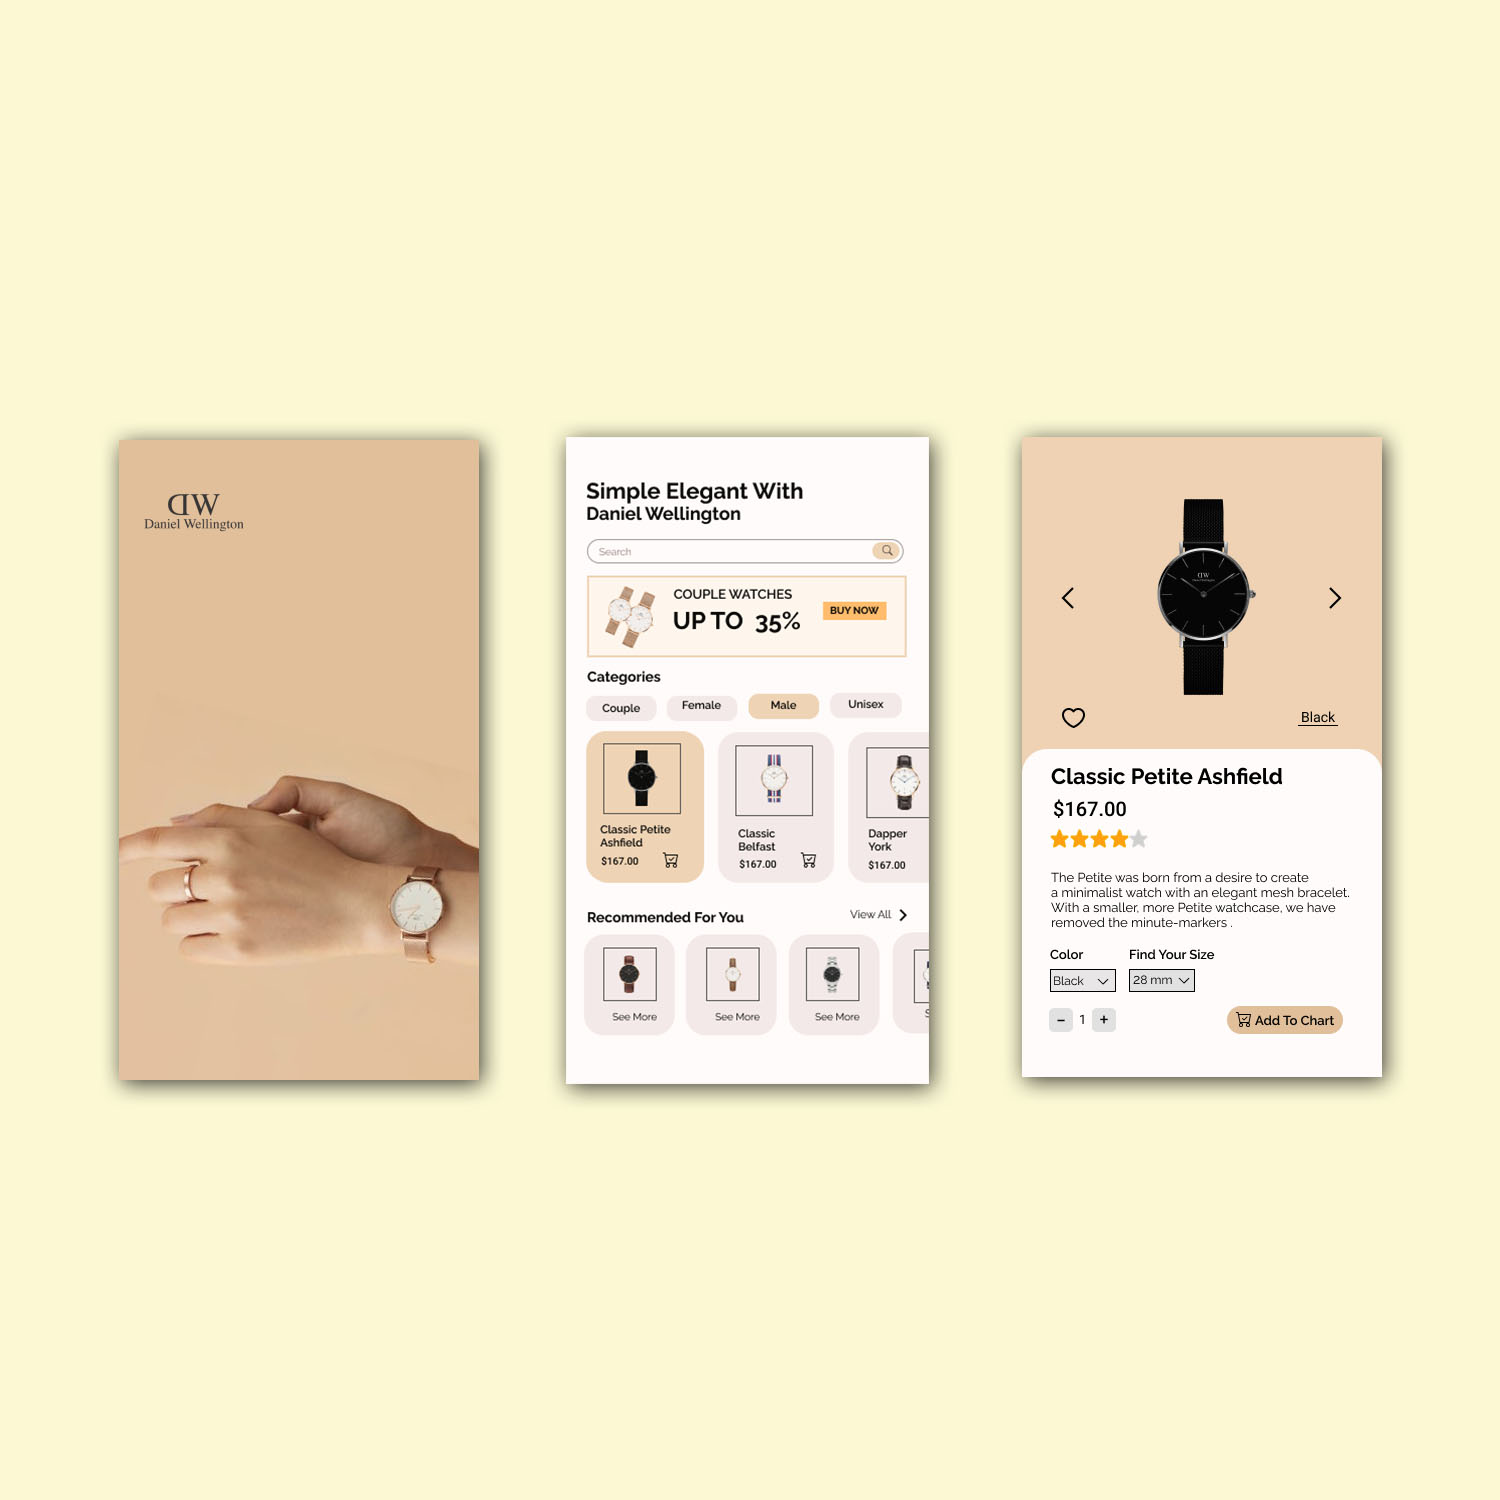 DW
Daniel Wellington
Simple Elegant With
Daniel Wellington
Search
COUPLE WATCHES
UP TO 35%
BUY NOW
Categories
Couple
Female
Male
Unisex
Classic Petite
Ashfield
$167.00
Classic
Belfast
$167.00
Dapper
York
$167.00
Recommended For You
View All
See More
See More
See More
S
DW
Black
Classic Petite Ashfield
$167.00
The Petite was born from a desire to create
a minimalist watch with an elegant mesh bracelet.
With a smaller, more Petite watchcase, we have
removed the minute-markers .
Color
Find Your Size
Black
28 mm
- 1 +
Add To Chart